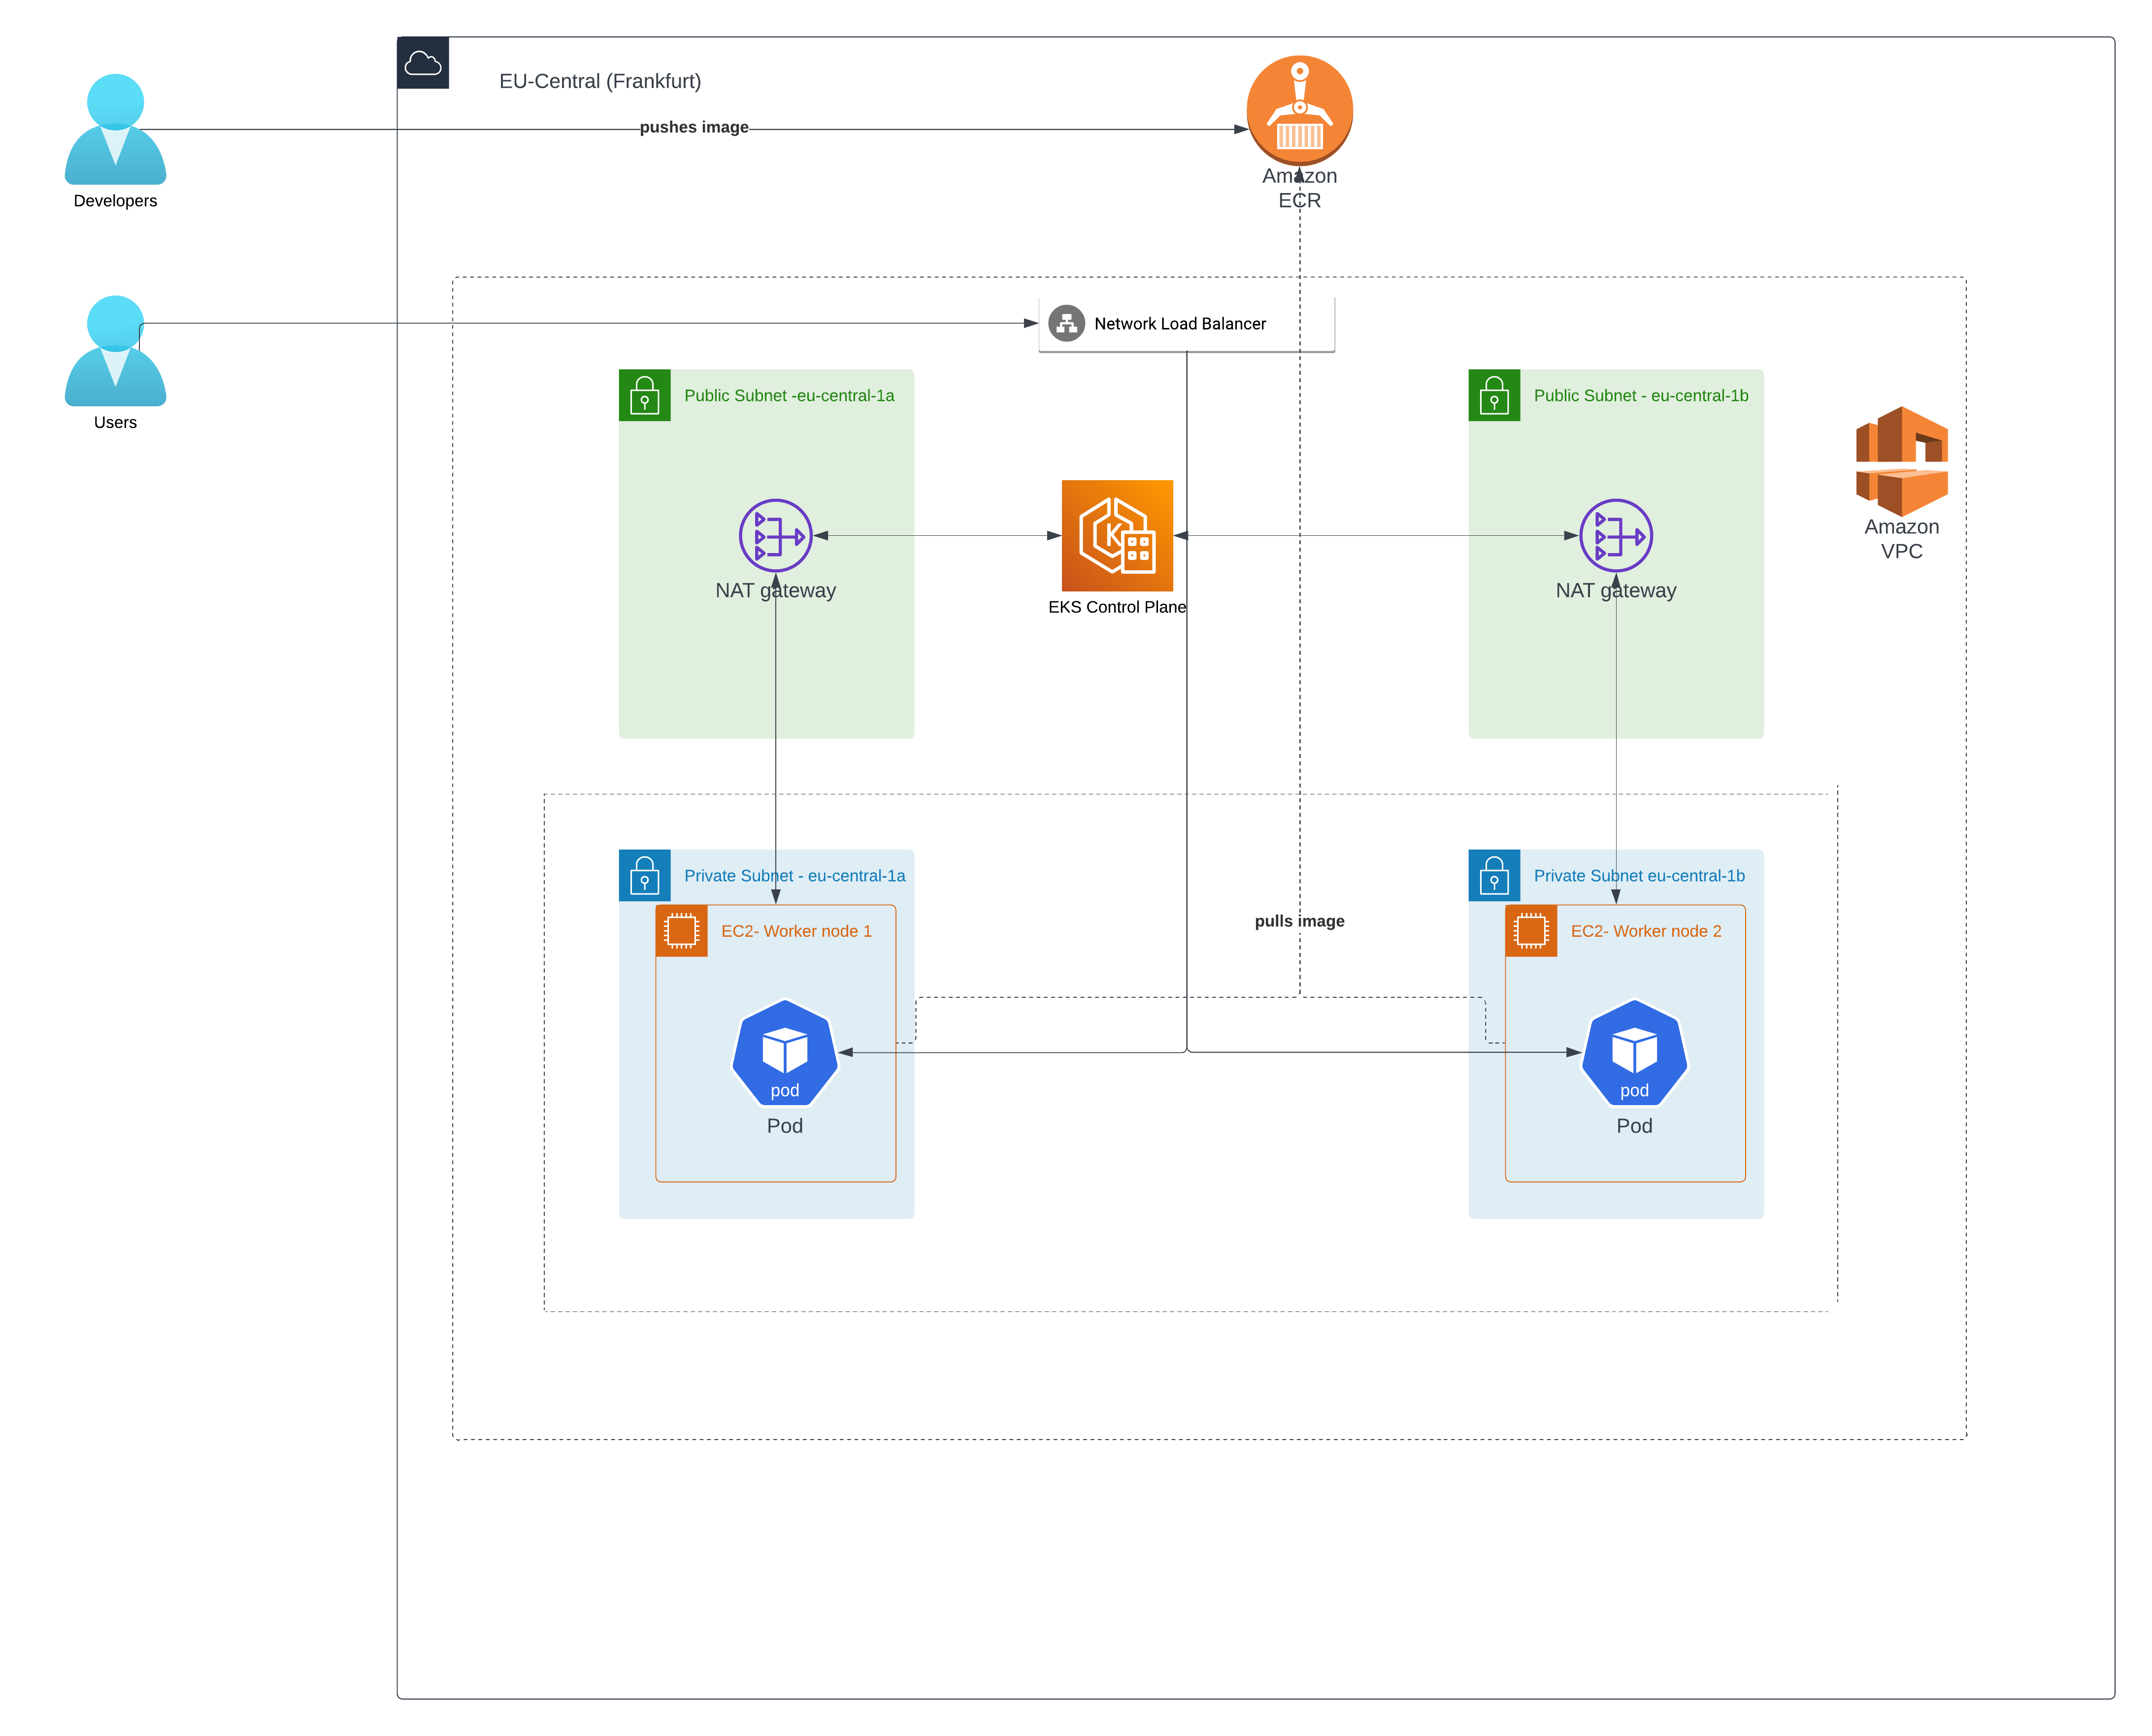 EU-Central (Frankfurt)
pushes image
Developers
Amazon
ECR
Network Load Balancer
Users
Public Subnet -eu-central-1a
Public Subnet - eu-central-1b
Amazon
VPC
NAT gateway
EKS Control Plane
NAT gateway
Private Subnet - eu-central-1a
Private Subnet eu-central-1b
EC2- Worker node 1
pulls image
EC2- Worker node 2
pod
Pod
pod
Pod